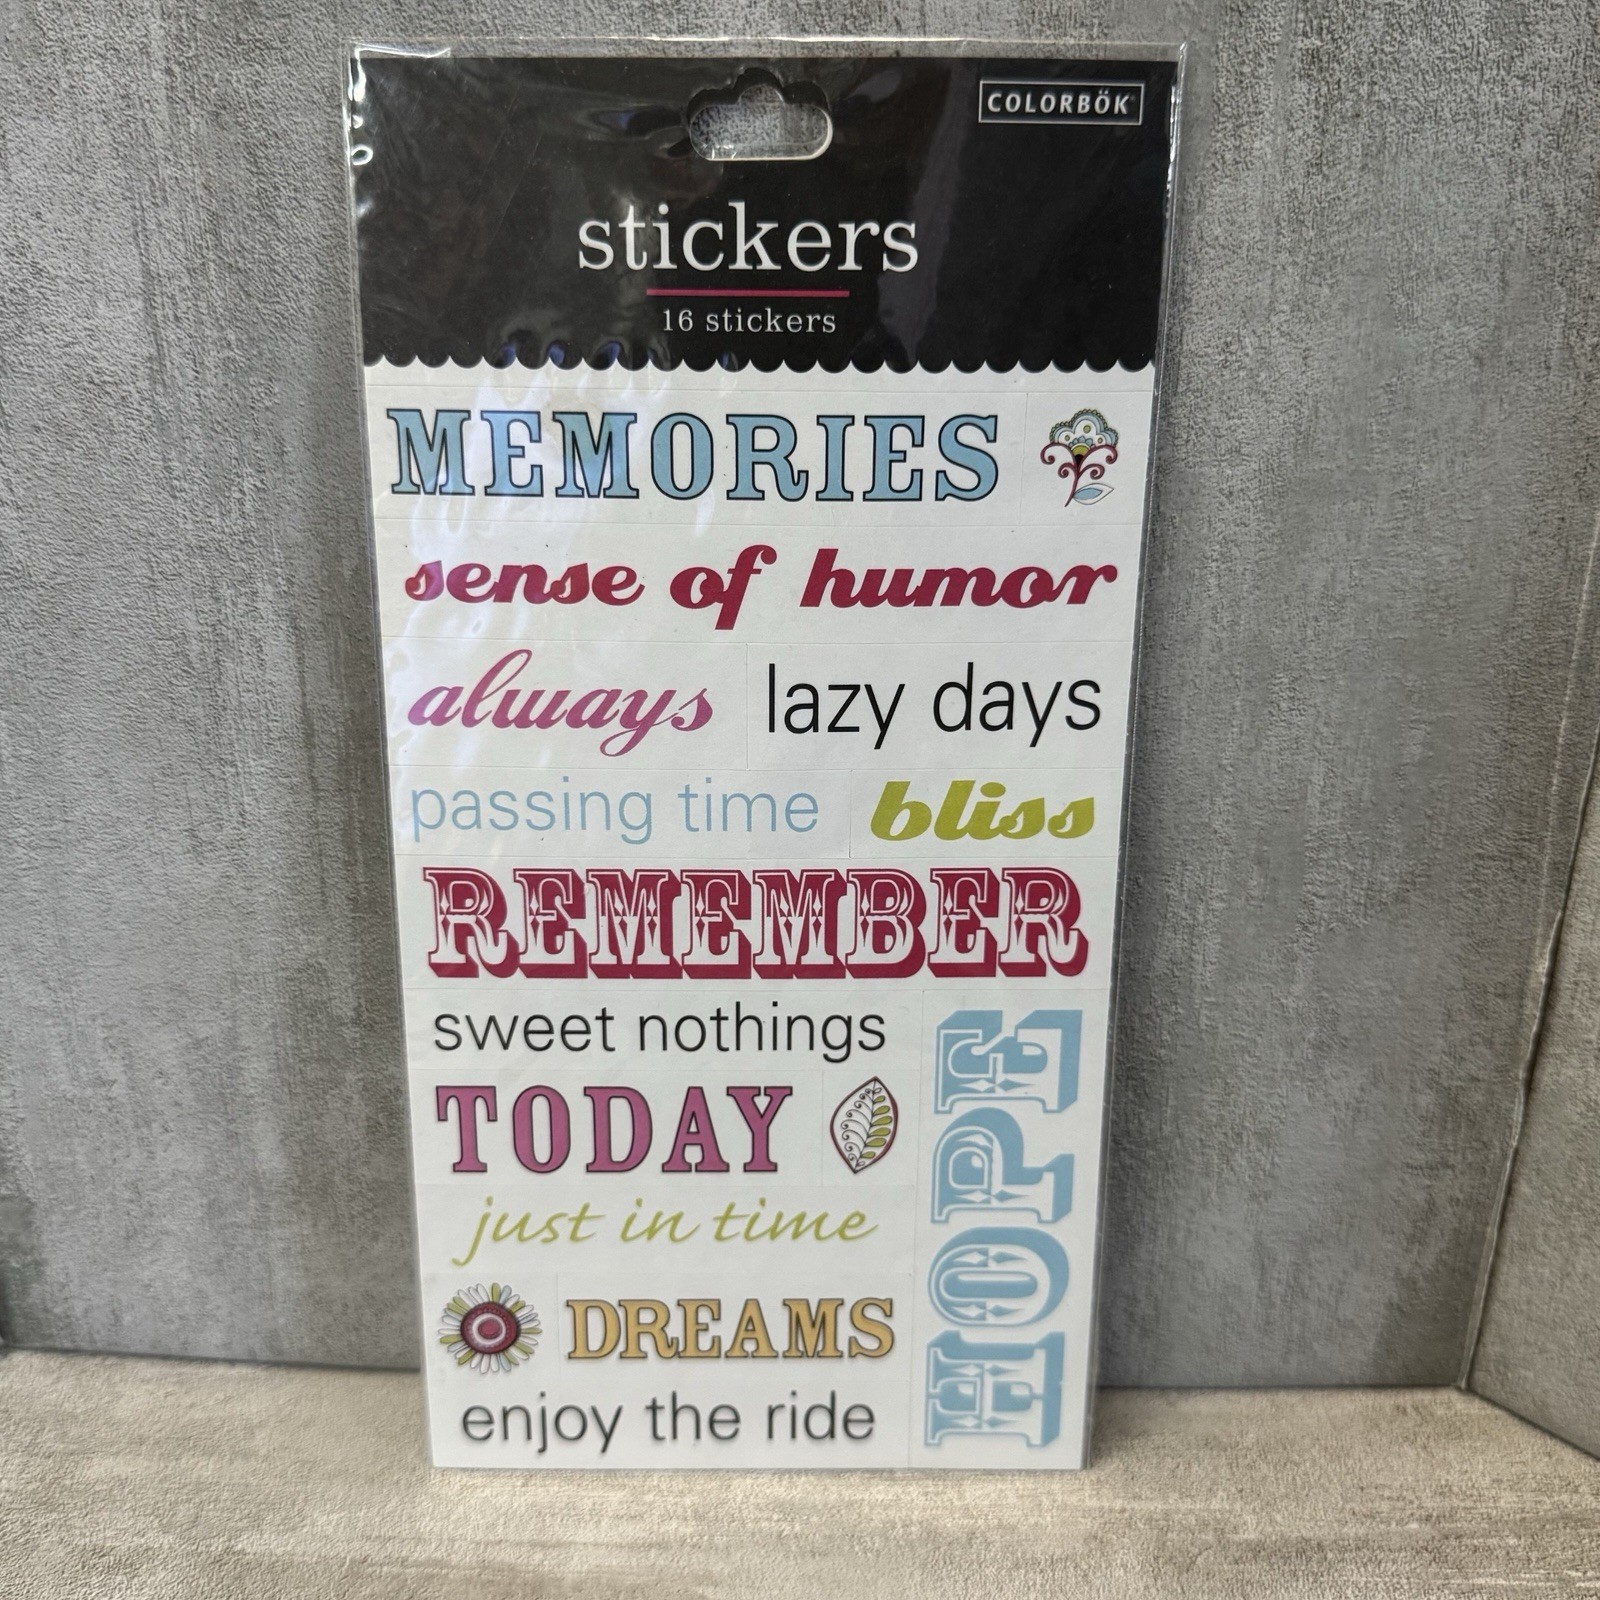 COLORBÖK
stickers
16 stickers
MEMORIES
sense of humor
always
lazy days
passing time
bliss
REMEMBER
sweet nothings
HOPE
TODAY
just in time
DREAMS
enjoy the ride